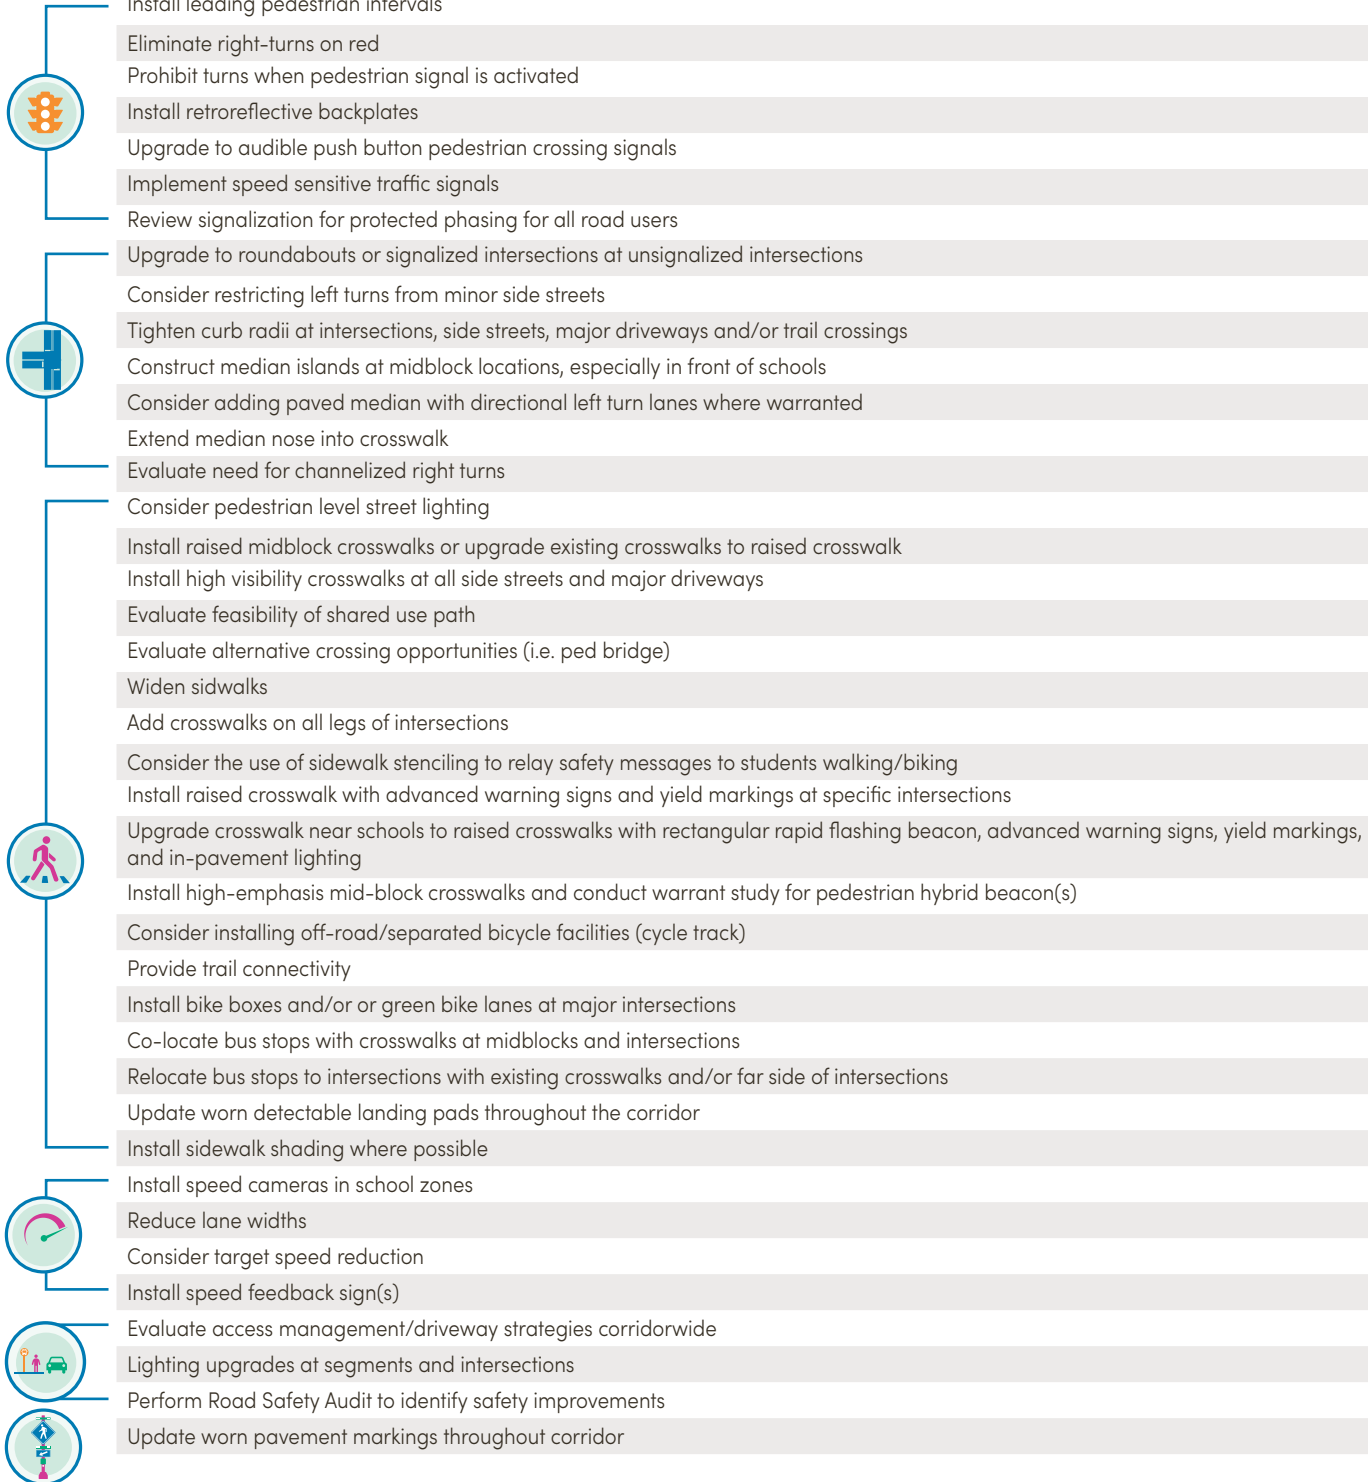 Install leading pedestrian intervals
Eliminate right-turns on red
Prohibit turns when pedestrian signal is activated
Install retroreflective backplates
Upgrade to audible push button pedestrian crossing signals
Implement speed sensitive traffic signals
Review signalization for protected phasing for all road users
Upgrade to roundabouts or signalized intersections at unsignalized intersections
Consider restricting left turns from minor side streets
Tighten curb radii at intersections, side streets, major driveways and/or trail crossings
Construct median islands at midblock locations, especially in front of schools
Consider adding paved median with directional left turn lanes where warranted
Extend median nose into crosswalk
Evaluate need for channelized right turns
Consider pedestrian level street lighting
Install raised midblock crosswalks or upgrade existing crosswalks to raised crosswalk
Install high visibility crosswalks at all side streets and major driveways
Evaluate feasibility of shared use path
Evaluate alternative crossing opportunities (i.e. ped bridge)
Widen sidwalks
Add crosswalks on all legs of intersections
Consider the use of sidewalk stenciling to relay safety messages to students walking/biking
Install raised crosswalk with advanced warning signs and yield markings at specific intersections
Upgrade crosswalk near schools to raised crosswalks with rectangular rapid flashing beacon, advanced warning signs, yield markings,
and in-pavement lighting
Install high-emphasis mid-block crosswalks and conduct warrant study for pedestrian hybrid beacon(s)
Consider installing off-road/separated bicycle facilities (cycle track)
Provide trail connectivity
Install bike boxes and/or or green bike lanes at major intersections
Co-locate bus stops with crosswalks at midblocks and intersections
Relocate bus stops to intersections with existing crosswalks and/or far side of intersections
Update worn detectable landing pads throughout the corridor
Install sidewalk shading where possible
Install speed cameras in school zones
Reduce lane widths
Consider target speed reduction
Install speed feedback sign(s)
Evaluate access management/driveway strategies corridorwide
Lighting upgrades at segments and intersections
Perform Road Safety Audit to identify safety improvements
Update worn pavement markings throughout corridor